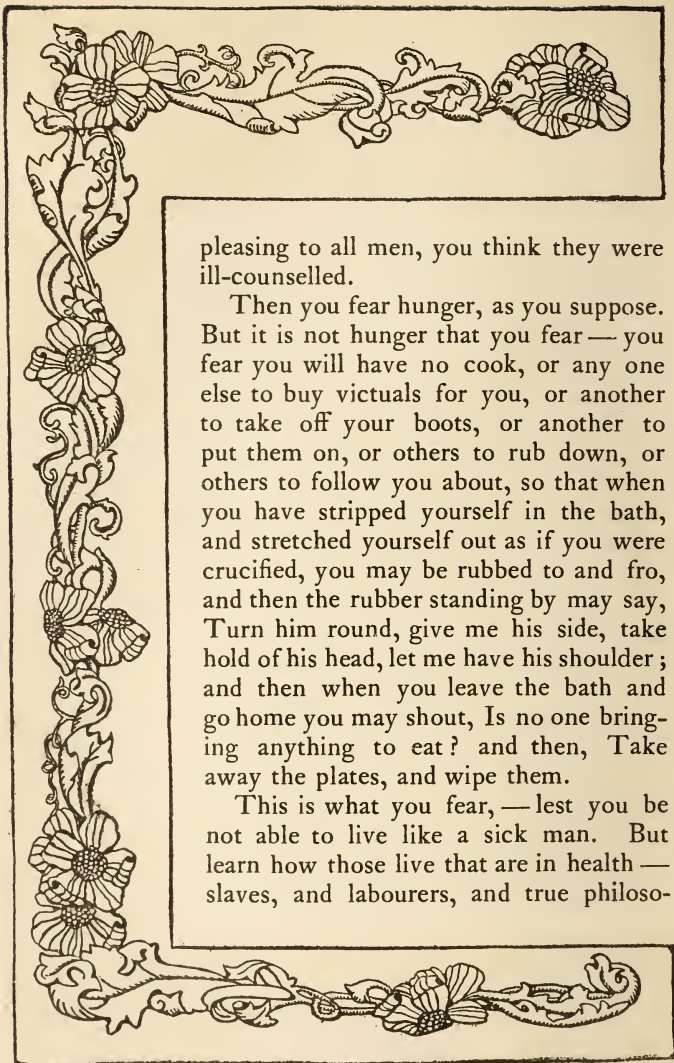 pleasing to all men, you think they were
ill-counselled.
Then you fear hunger, as you suppose.
But it is not hunger that you fear — you
fear you will have no cook, or any one
else to buy victuals for you, or another
to take off your boots, or another to
put them on, or others to rub down, or
others to follow you about, so that when
you have stripped yourself in the bath,
and stretched yourself out as if you were
crucified, you may be rubbed to and fro,
and then the rubber standing by may say,
Turn him round, give me his side, take
hold of his head, let me have his shoulder ;
and then when you leave the bath and
go home you may shout, Is no one bring-
ing anything to eat ? and then, Take
away the plates, and wipe them.
This is what you fear, — lest you be
not able to live like a sick man. But
learn how those live that are in health —
slaves, and labourers, and true philoso-